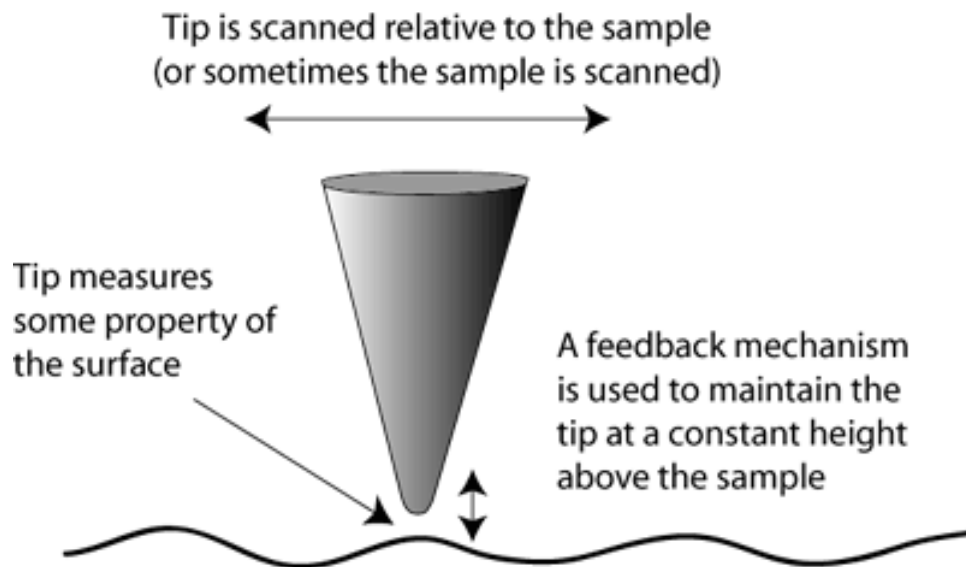 Tip is scanned relative to the sample
(or sometimes the sample is scanned)
Tip measures
some property of
the surface
A feedback mechanism
is used to maintain the
tip at a constant height
above the sample